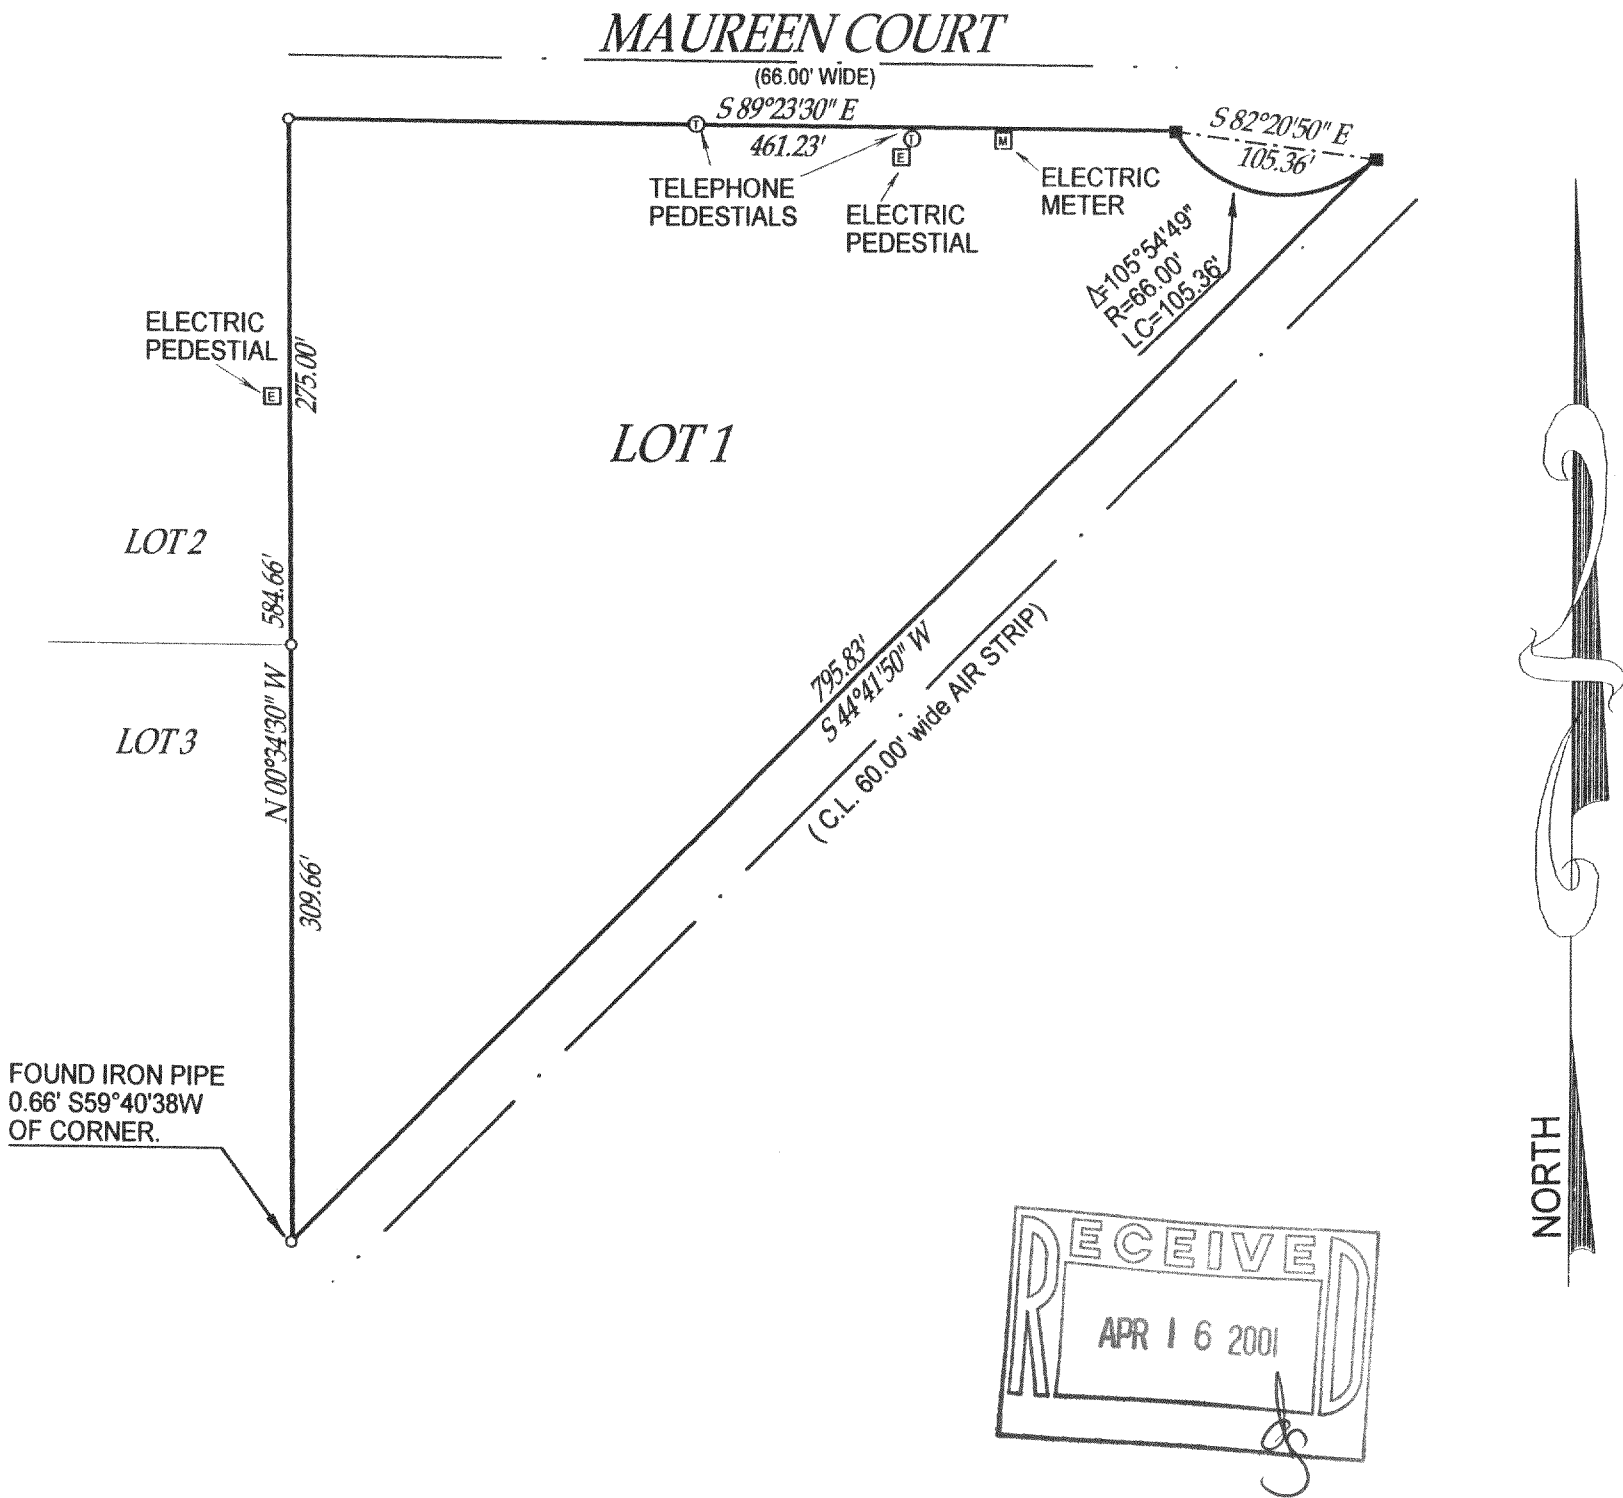 MAUREEN COURT
(66.00' WIDE)
S 89°23'30" E
461.23'
S 82°20'50" E
105.36'
T
T
E
M
TELEPHONE
PEDESTIALS
ELECTRIC
PEDESTIAL
ELECTRIC
METER
Δ=105°54'49"
R=66.00'
LC=105.36'
ELECTRIC
PEDESTIAL
E
275.00'
LOT 1
LOT 2
584.66'
N 00°34'30" W
LOT 3
309.66'
795.83'
S 44°41'50" W
( C.L. 60.00' wide AIR STRIP)
FOUND IRON PIPE
0.66' S59°40'38W
OF CORNER.
NORTH
RECEIVED
APR 16 2001